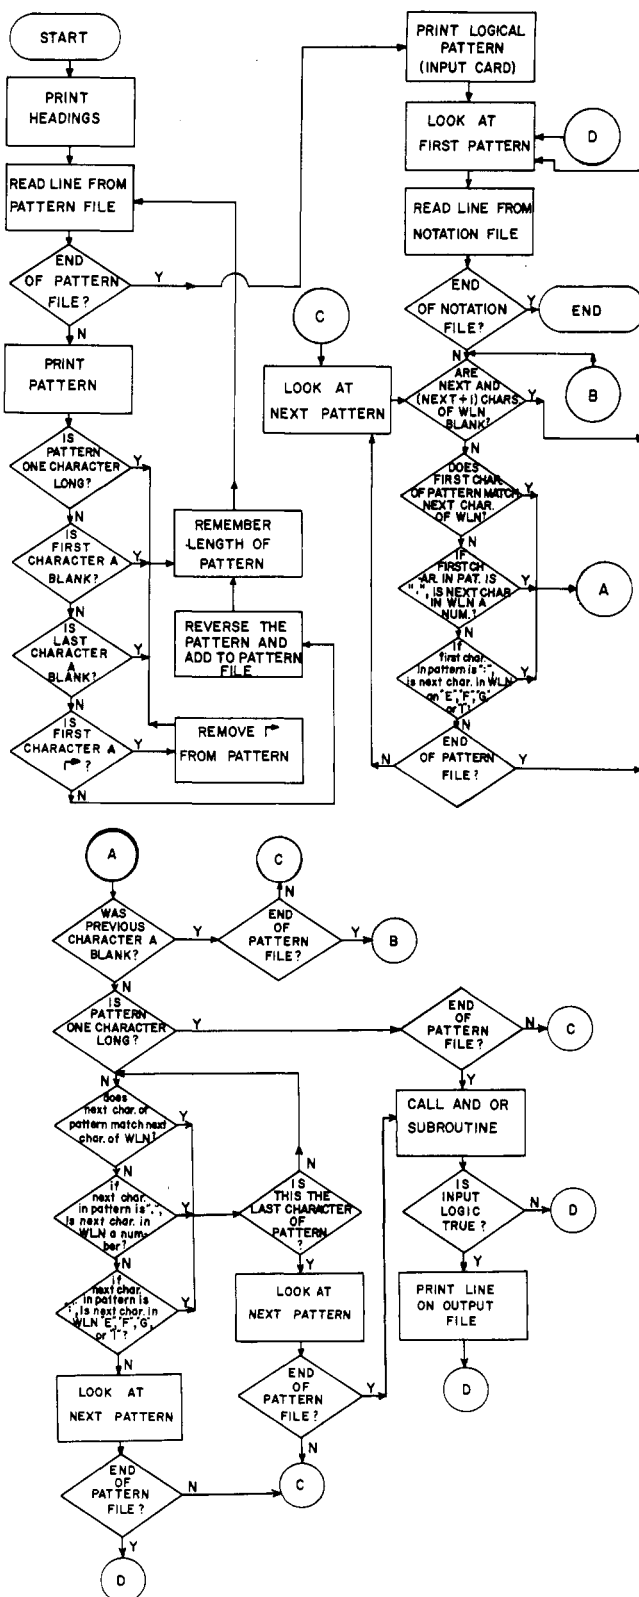 START
PRINT
HEADINGS
READ LINE FROM
PATTERN FILE
END
OF PATTERN
FILE?
Y
N
PRINT
PATTERN
IS
PATTERN
ONE CHARACTER
LONG?
Y
N
IS
FIRST
CHARACTER A
BLANK?
Y
N
IS
LAST
CHARACTER
A
BLANK?
Y
N
IS
FIRST
CHARACTER A
?
Y
N
REMEMBER
LENGTH OF
PATTERN
REVERSE THE
PATTERN AND
ADD TO PATTERN
FILE
REMOVE
FROM PATTERN
PRINT LOGICAL
PATTERN
(INPUT CARD)
LOOK AT
FIRST PATTERN
D
READ LINE FROM
NOTATION FILE
END
OF NOTATION
FILE?
Y
END
N
C
LOOK AT
NEXT PATTERN
B
ARE
NEXT AND
(NEXT + 1) CHARS
OF WLN
BLANK?
Y
N
DOES
FIRST CHAR.
OF PATTERN MATCH
NEXT CHAR.
OF WLN?
Y
N
IF
FIRST CH
-AR. IN PAT. IS
".", IS NEXT CHAR
IN WLN A
NUM.?
Y
A
N
If
first char.
in pattern is ":",
is next char. in WLN
an "E", "F", "G",
or "I"?
Y
N
END
OF PATTERN
FILE?
N
Y
A
WAS
PREVIOUS
CHARACTER A
BLANK?
Y
END
OF
PATTERN
FILE?
N
C
Y
B
N
IS
PATTERN
ONE CHARACTER
LONG?
Y
END
OF
PATTERN
FILE?
N
C
Y
N
does
next char. of
pattern match next
char. of WLN?
Y
N
if
next char.
in pattern is ".",
is next char. in
WLN a num-
ber?
Y
N
if
next char.
in pattern is
":", is next char. in
WLN "E", "F", "G",
or "I"?
Y
N
LOOK AT
NEXT PATTERN
END
OF
PATTERN
FILE?
N
C
Y
D
IS
THIS THE
LAST CHARACTER
OF
PATTERN
?
N
Y
LOOK AT
NEXT PATTERN
END
OF
PATTERN
FILE?
Y
N
CALL AND OR
SUBROUTINE
IS
INPUT
LOGIC
TRUE?
N
D
Y
PRINT LINE
ON OUTPUT
FILE
D